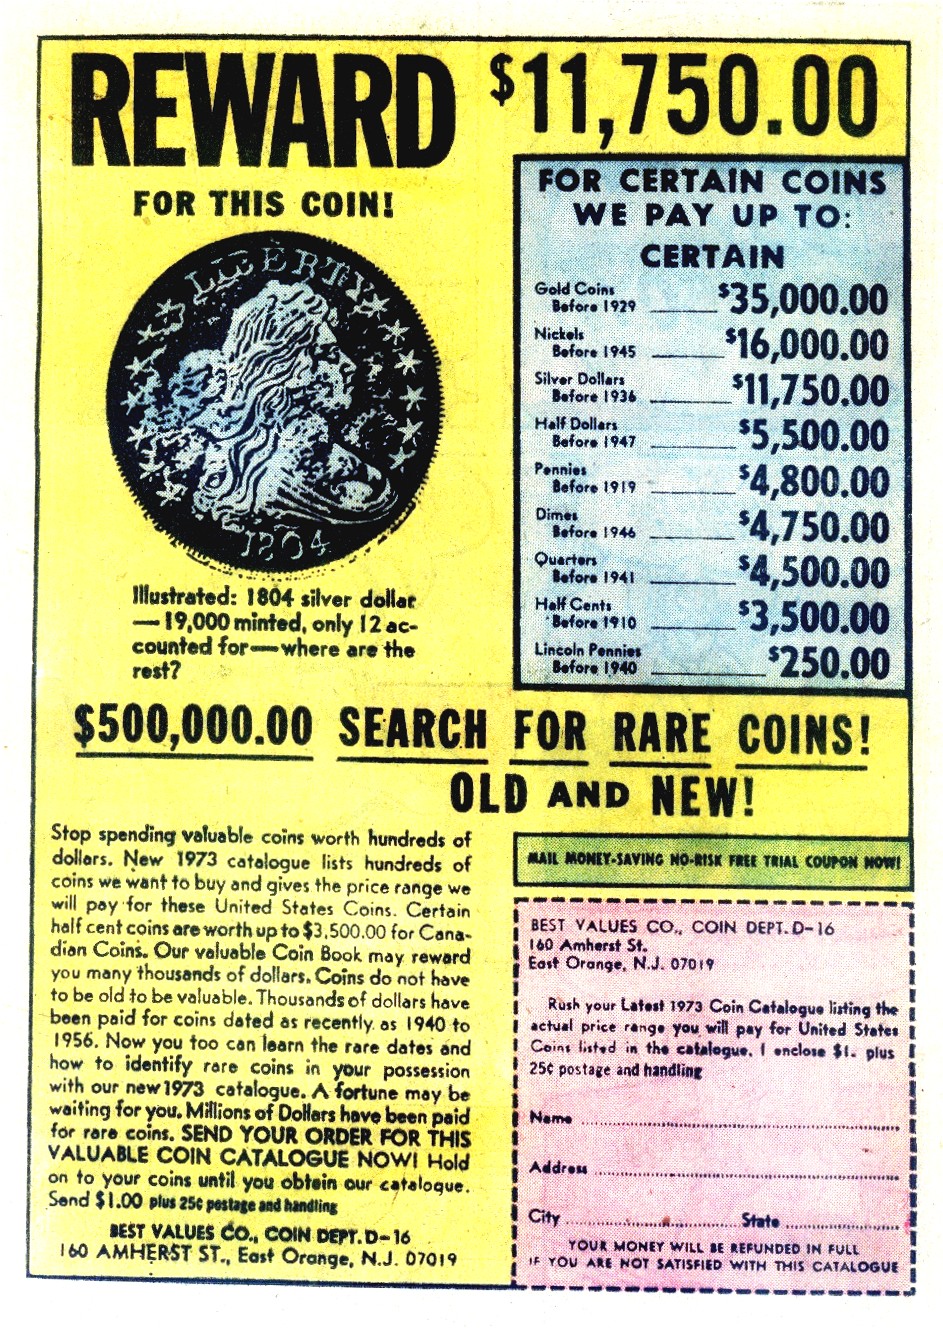 REWARD $11,750.00
FOR THIS COIN!
LIBERTY
1804
Illustrated: 1804 silver dollar
— 19,000 minted, only 12 ac-
counted for—where are the
rest?
FOR CERTAIN COINS
WE PAY UP TO:
CERTAIN
Gold Coins
Before 1929 ______ $35,000.00
Nickels
Before 1945 ______ $16,000.00
Silver Dollars
Before 1936 ______ $11,750.00
Half Dollars
Before 1947 ______ $5,500.00
Pennies
Before 1919 ______ $4,800.00
Dimes
Before 1946 ______ $4,750.00
Quarters
Before 1941 ______ $4,500.00
Half Cents
Before 1910 ______ $3,500.00
Lincoln Pennies
Before 1940 ______ $250.00
$500,000.00 SEARCH FOR RARE COINS!
OLD AND NEW!
Stop spending valuable coins worth hundreds of
dollars. New 1973 catalogue lists hundreds of
coins we want to buy and gives the price range we
will pay for these United States Coins. Certain
half cent coins are worth up to $3,500.00 for Cana-
dian Coins. Our valuable Coin Book may reward
you many thousands of dollars. Coins do not have
to be old to be valuable. Thousands of dollars have
been paid for coins dated as recently as 1940 to
1956. Now you too can learn the rare dates and
how to identify rare coins in your possession
with our new 1973 catalogue. A fortune may be
waiting for you. Millions of Dollars have been paid
for rare coins. SEND YOUR ORDER FOR THIS
VALUABLE COIN CATALOGUE NOW! Hold
on to your coins until you obtain our catalogue.
Send $1.00 plus 25¢ postage and handling
BEST VALUES CO., COIN DEPT. D-16
160 AMHERST ST., East Orange, N.J. 07019
MAIL MONEY-SAVING NO-RISK FREE TRIAL COUPON NOW!
BEST VALUES CO., COIN DEPT. D-16
160 Amherst St.
East Orange, N.J. 07019
Rush your Latest 1973 Coin Catalogue listing the
actual price range you will pay for United States
Coins listed in the catalogue. I enclose $1. plus
25¢ postage and handling
Name ........................
Address ........................
City ............ State ............
YOUR MONEY WILL BE REFUNDED IN FULL
IF YOU ARE NOT SATISFIED WITH THIS CATALOGUE